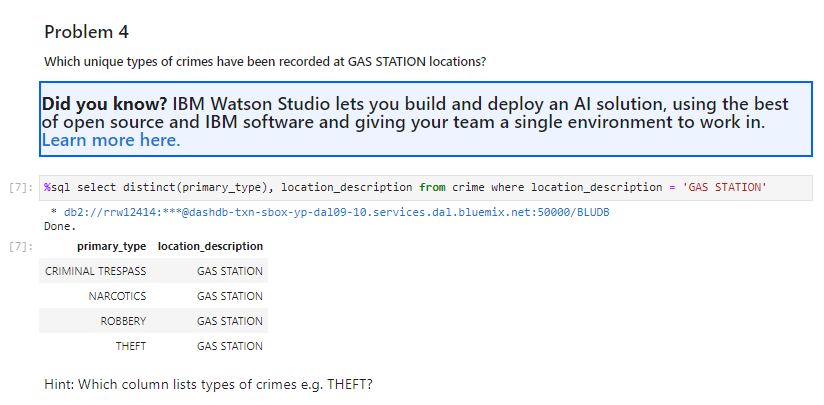 Problem 4
Which unique types of crimes have been recorded at GAS STATION locations?
Did you know? IBM Watson Studio lets you build and deploy an AI solution, using the best
of open source and IBM software and giving your team a single environment to work in.
Learn more here.
[7]: %sql select distinct(primary_type), location_description from crime where location_description = 'GAS STATION'
* db2://rrw12414:***@dashdb-txn-sbox-yp-dal09-10.services.dal.bluemix.net:50000/BLUDB
Done.
[7]: primary_type location_description
CRIMINAL TRESPASS GAS STATION
NARCOTICS GAS STATION
ROBBERY GAS STATION
THEFT GAS STATION
Hint: Which column lists types of crimes e.g. THEFT?